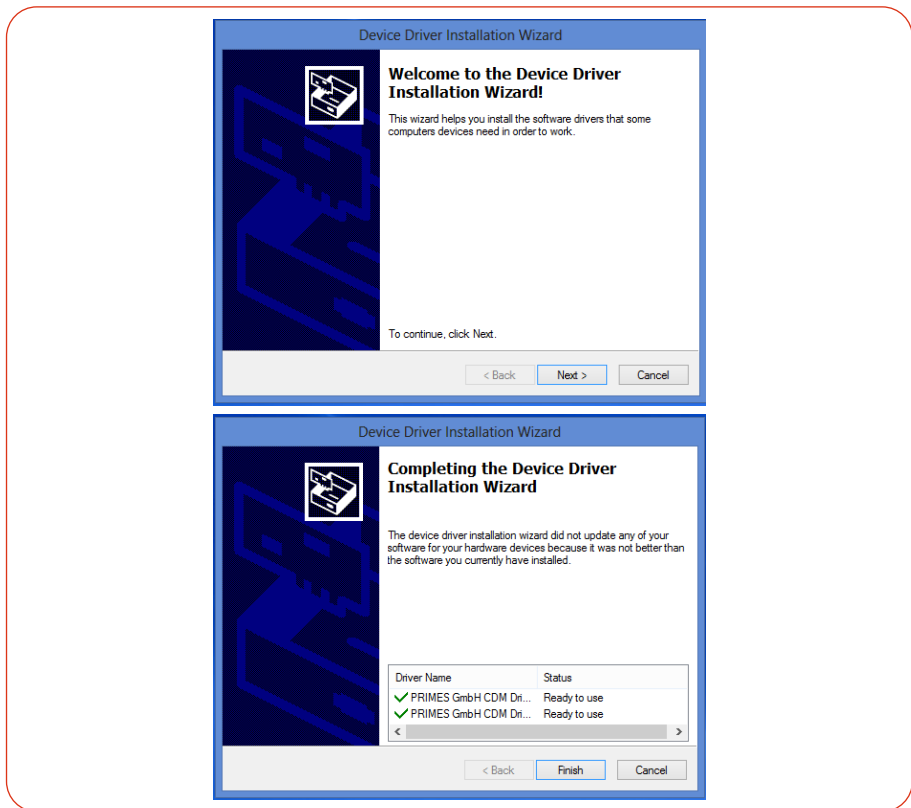 Device Driver Installation Wizard
Welcome to the Device Driver
Installation Wizard!
This wizard helps you install the software drivers that some
computers devices need in order to work.
To continue, click Next.
< Back Next > Cancel
Device Driver Installation Wizard
Completing the Device Driver
Installation Wizard
The device driver installation wizard did not update any of your
software for your hardware devices because it was not better than
the software you currently have installed.
Driver Name Status
PRIMES GmbH CDM Dri... Ready to use
PRIMES GmbH CDM Dri... Ready to use
< Back Finish Cancel